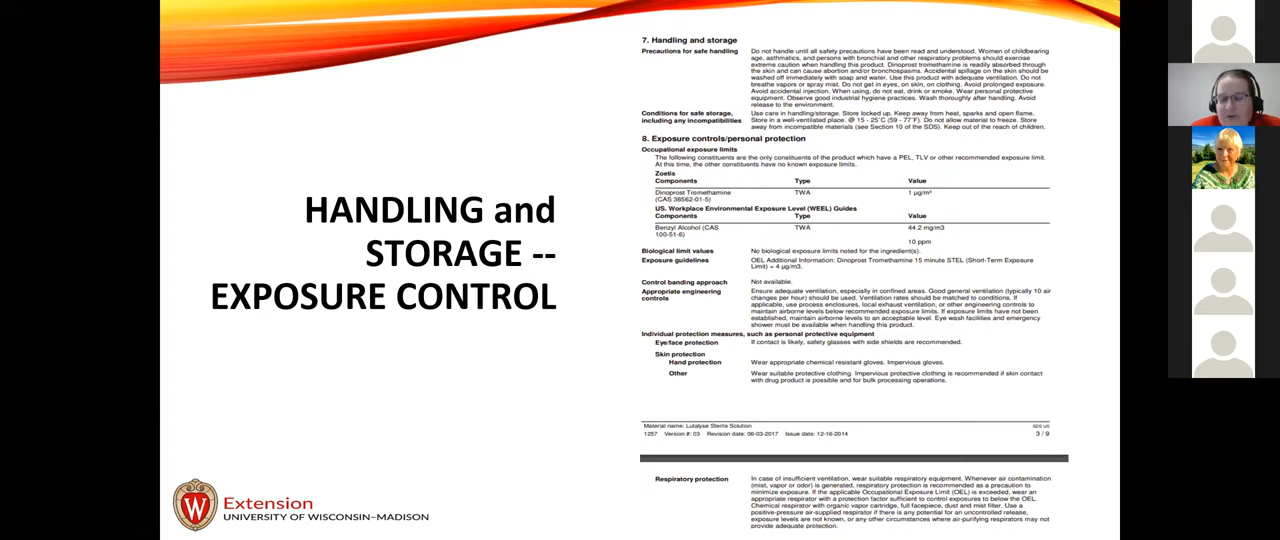 HANDLING and
STORAGE --
EXPOSURE CONTROL
Extension
UNIVERSITY OF WISCONSIN-MADISON
7. Handling and storage
Precautions for safe handling
Do not handle until all safety precautions have been read and understood. Women of childbearing
age, asthmatics, and persons with bronchial and other respiratory problems should exercise
extreme caution when handling this product. Dinoprost tromethamine is readily absorbed through
the skin and can cause abortion and/or bronchospasms. Accidental spillage on the skin should be
washed off immediately with soap and water. Use this product with adequate ventilation. Do not
breathe vapors or spray mist. Do not get in eyes, on skin, on clothing. Avoid prolonged exposure.
Avoid accidental injection. When using, do not eat, drink or smoke. Wear personal protective
equipment. Observe good industrial hygiene practices. Wash thoroughly after handling. Avoid
release to the environment.
Conditions for safe storage,
including any incompatibilities
Use care in handling/storage. Store locked up. Keep away from heat, sparks and open flame.
Store in a well-ventilated place. @ 15 - 25°C (59 - 77°F). Do not allow material to freeze. Store
away from incompatible materials (see Section 10 of the SDS). Keep out of the reach of children.
8. Exposure controls/personal protection
Occupational exposure limits
The following constituents are the only constituents of the product which have a PEL, TLV or other recommended exposure limit.
At this time, the other constituents have no known exposure limits.
Zoetis
Components Type Value
Dinoprost Tromethamine TWA 1 µg/m³
(CAS 38562-01-5)
US. Workplace Environmental Exposure Level (WEEL) Guides
Components Type Value
Benzyl Alcohol (CAS TWA 44.2 mg/m3
100-51-6)
10 ppm
Biological limit values No biological exposure limits noted for the ingredient(s).
Exposure guidelines OEL Additional Information: Dinoprost Tromethamine 15 minute STEL (Short-Term Exposure
Limit) = 4 µg/m3.
Control banding approach Not available.
Appropriate engineering
controls
Ensure adequate ventilation, especially in confined areas. Good general ventilation (typically 10 air
changes per hour) should be used. Ventilation rates should be matched to conditions. If
applicable, use process enclosures, local exhaust ventilation, or other engineering controls to
maintain airborne levels below recommended exposure limits. If exposure limits have not been
established, maintain airborne levels to an acceptable level. Eye wash facilities and emergency
shower must be available when handling this product.
Individual protection measures, such as personal protective equipment
Eye/face protection If contact is likely, safety glasses with side shields are recommended.
Skin protection
Hand protection Wear appropriate chemical resistant gloves. Impervious gloves.
Other Wear suitable protective clothing. Impervious protective clothing is recommended if skin contact
with drug product is possible and for bulk processing operations.
Material name: Lutalyse Sterile Solution SDS US
1257 Version #: 03 Revision date: 06-03-2017 Issue date: 12-16-2014 3 / 9
Respiratory protection In case of insufficient ventilation, wear suitable respiratory equipment. Whenever air contamination
(mist, vapor or odor) is generated, respiratory protection is recommended as a precaution to
minimize exposure. If the applicable Occupational Exposure Limit (OEL) is exceeded, wear an
appropriate respirator with a protection factor sufficient to control exposures to below the OEL.
Chemical respirator with organic vapor cartridge, full facepiece, dust and mist filter. Use a
positive-pressure air-supplied respirator if there is any potential for an uncontrolled release,
exposure levels are not known, or any other circumstances where air-purifying respirators may not
provide adequate protection.